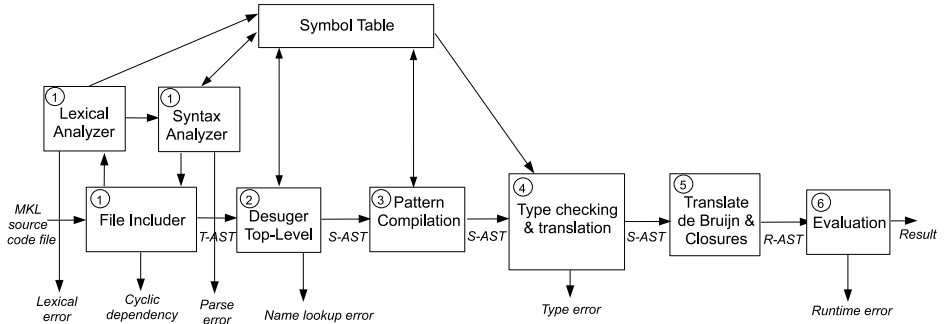 Symbol Table
1
Lexical
Analyzer
1
Syntax
Analyzer
MKL
source
code file
1
File Includer
T-AST
2
Desuger
Top-Level
S-AST
3
Pattern
Compilation
S-AST
4
Type checking
& translation
S-AST
5
Translate
de Bruijn &
Closures
R-AST
6
Evaluation
Result
Lexical
error
Cyclic
dependency
Parse
error
Name lookup error
Type error
Runtime error